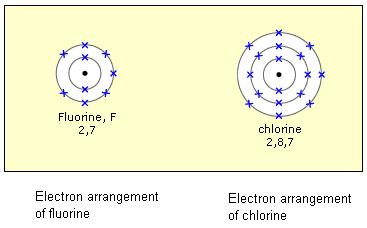 Fluorine, F
2,7
chlorine
2,8,7
Electron arrangement
of fluorine
Electron arrangement
of chlorine